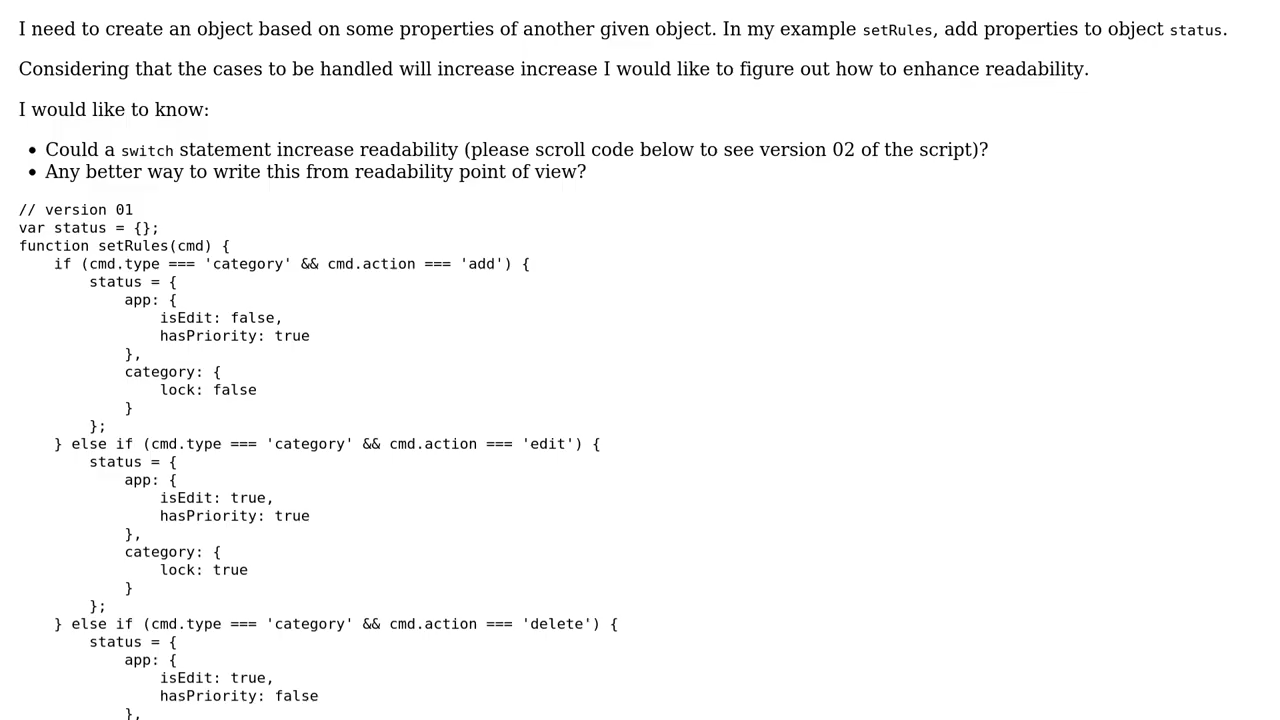 I need to create an object based on some properties of another given object. In my example setRules, add properties to object status.
Considering that the cases to be handled will increase increase I would like to figure out how to enhance readability.
I would like to know:
• Could a switch statement increase readability (please scroll code below to see version 02 of the script)?
• Any better way to write this from readability point of view?
// version 01
var status = {};
function setRules(cmd) {
    if (cmd.type === 'category' && cmd.action === 'add') {
        status = {
            app: {
                isEdit: false,
                hasPriority: true
            },
            category: {
                lock: false
            }
        };
    } else if (cmd.type === 'category' && cmd.action === 'edit') {
        status = {
            app: {
                isEdit: true,
                hasPriority: true
            },
            category: {
                lock: true
            }
        };
    } else if (cmd.type === 'category' && cmd.action === 'delete') {
        status = {
            app: {
                isEdit: true,
                hasPriority: false
            },